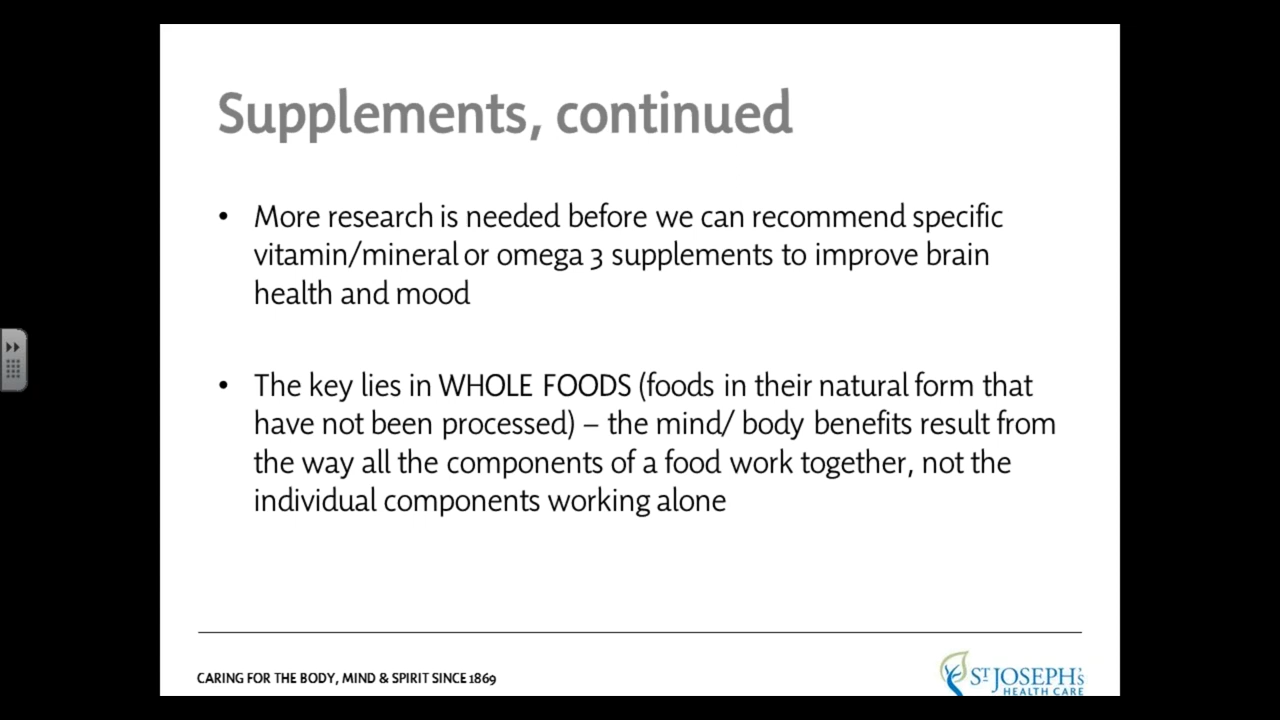 Supplements, continued
• More research is needed before we can recommend specific
vitamin/mineral or omega 3 supplements to improve brain
health and mood
• The key lies in WHOLE FOODS (foods in their natural form that
have not been processed) – the mind/ body benefits result from
the way all the components of a food work together, not the
individual components working alone
CARING FOR THE BODY, MIND & SPIRIT SINCE 1869
ST JOSEPH'S
HEALTH CARE